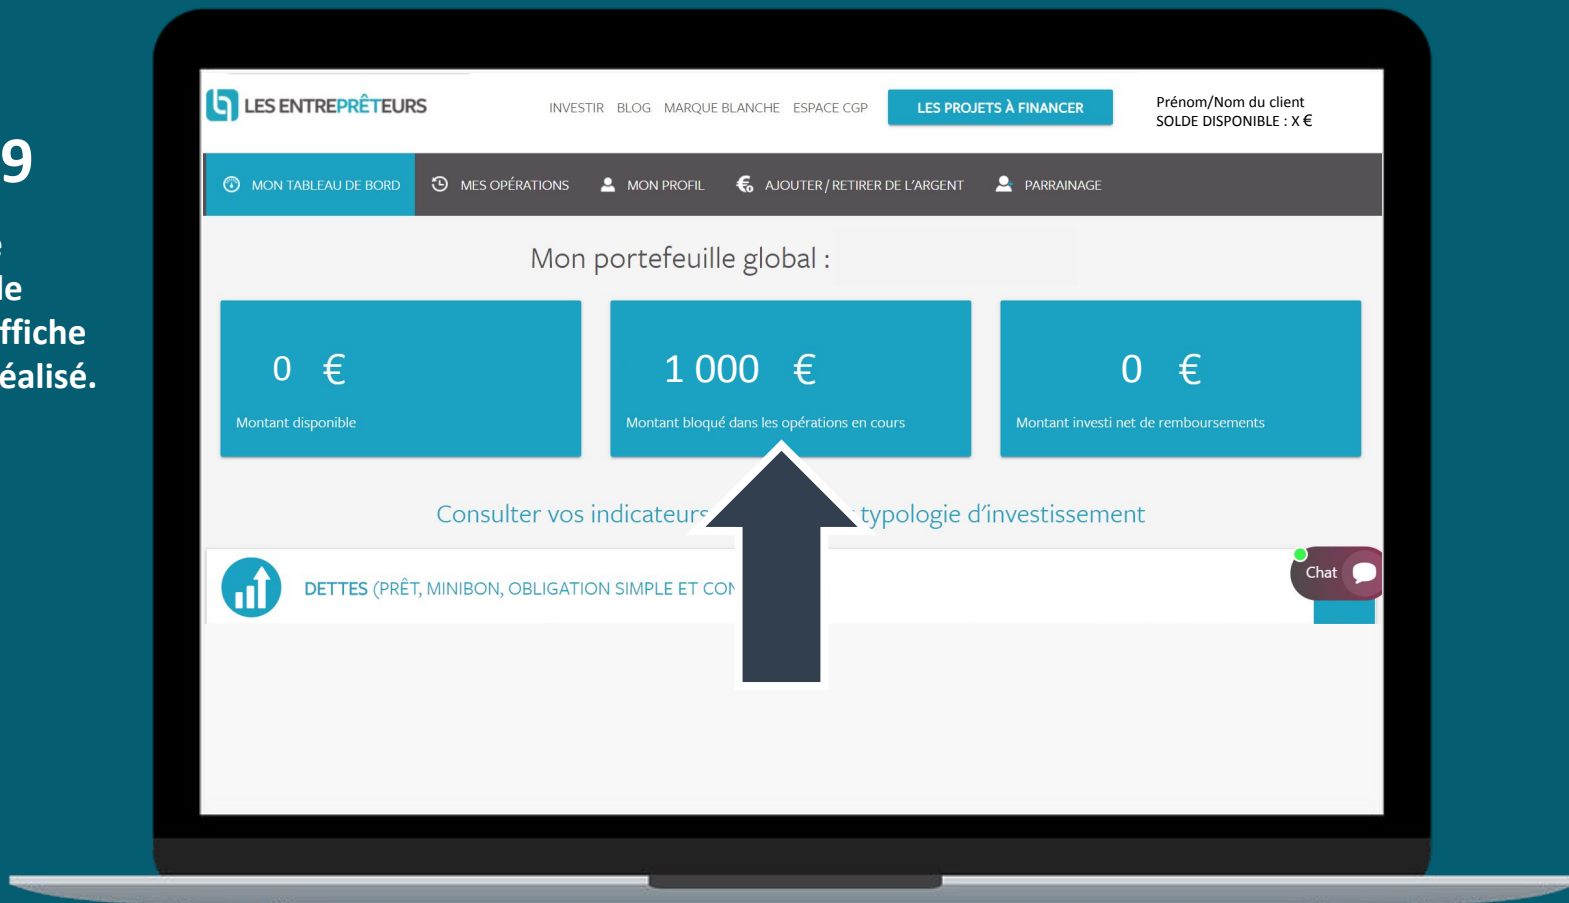 9
LES ENTREPRÊTEURS
INVESTIR BLOG MARQUE BLANCHE ESPACE CGP
LES PROJETS À FINANCER
Prénom/Nom du client
SOLDE DISPONIBLE : X €
MON TABLEAU DE BORD
MES OPÉRATIONS
MON PROFIL
AJOUTER / RETIRER DE L'ARGENT
PARRAINAGE
e
le
ffiche
éalisé.
Mon portefeuille global :
0 €
Montant disponible
1 000 €
Montant bloqué dans les opérations en cours
0 €
Montant investi net de remboursements
Consulter vos indicateurs typologie d'investissement
DETTES (PRÊT, MINIBON, OBLIGATION SIMPLE ET CON
Chat